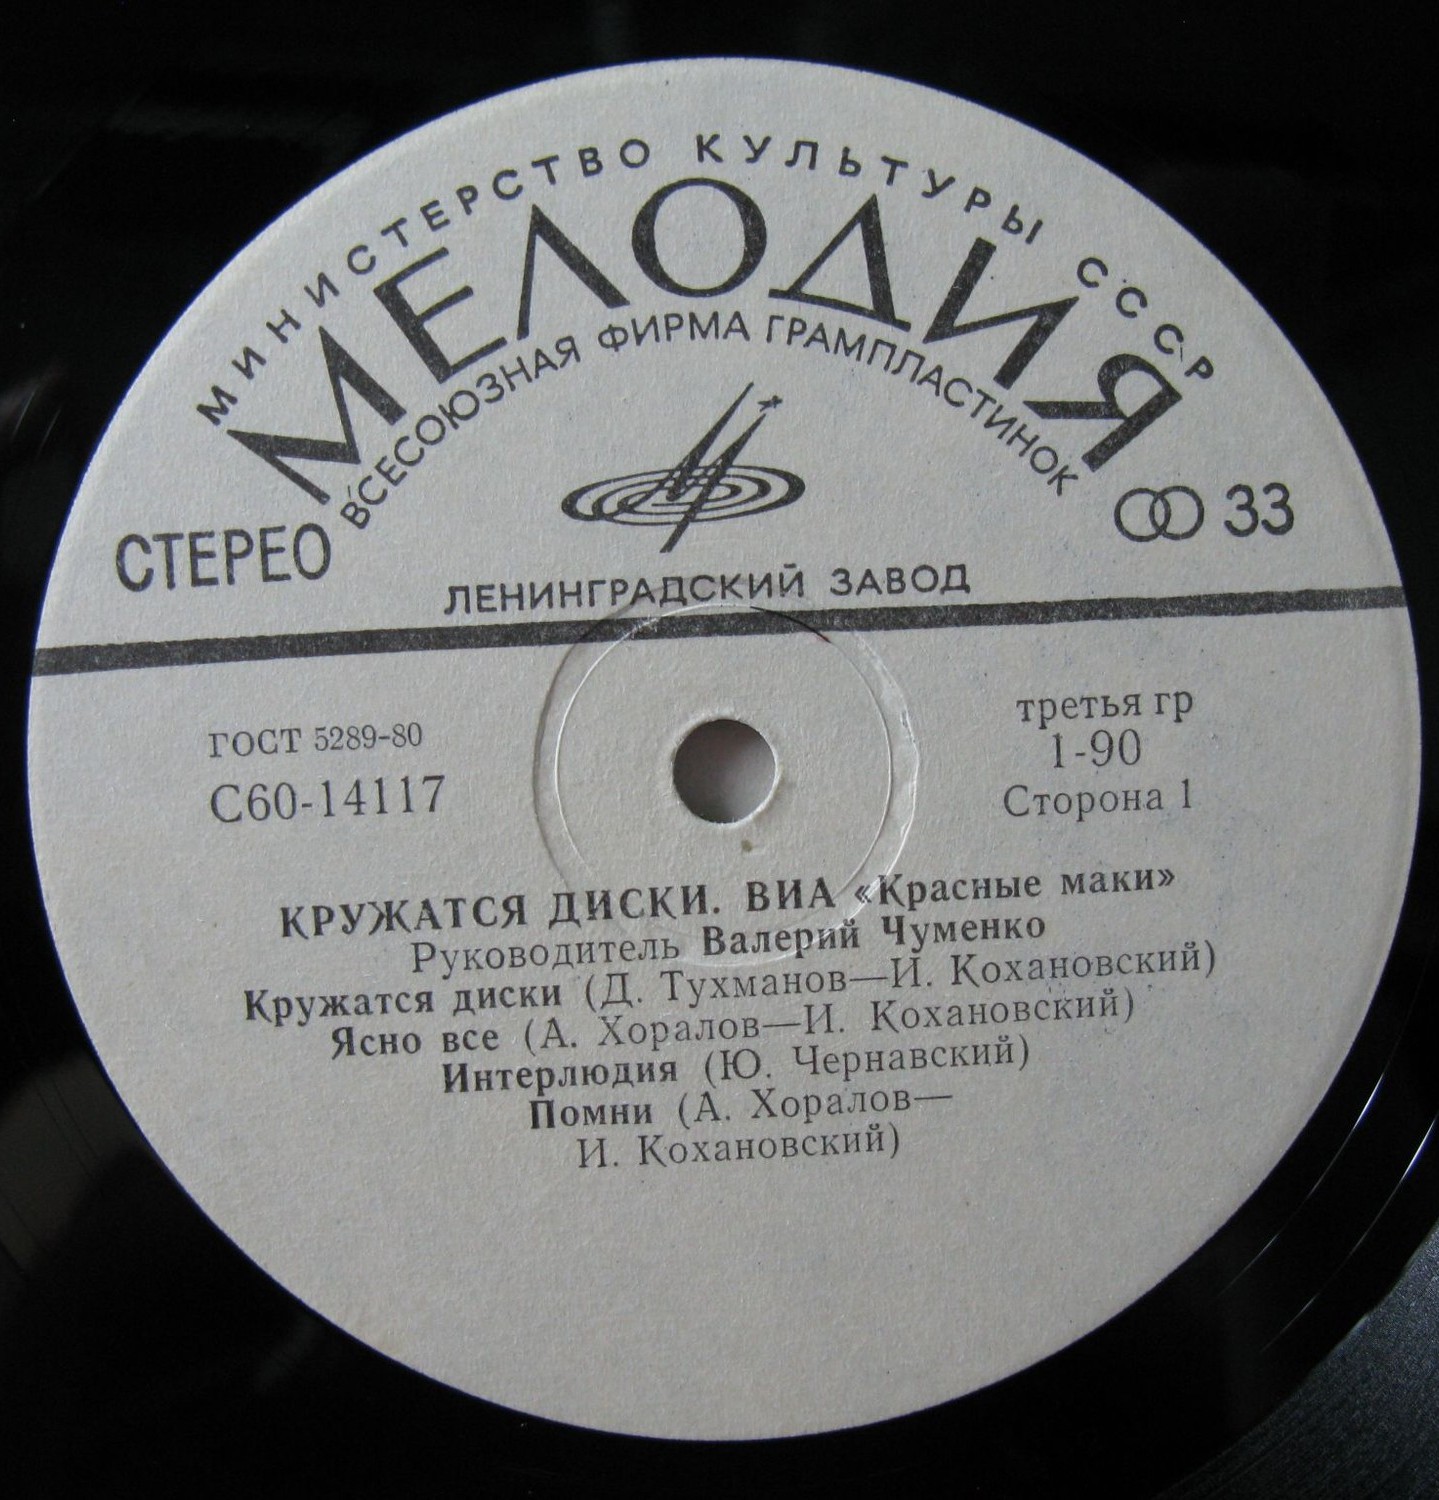 МИНИСТЕРСТВО КУЛЬТУРЫ СССР
МЕЛОДИЯ
ВСЕСОЮЗНАЯ ФИРМА ГРАМПЛАСТИНОК
СТЕРЕО
33
ЛЕНИНГРАДСКИЙ ЗАВОД
ГОСТ 5289-80
С60-14117
третья гр
1-90
Сторона 1
КРУЖАТСЯ ДИСКИ. ВИА «Красные маки»
Руководитель Валерий Чуменко
Кружатся диски (Д. Тухманов—И. Кохановский)
Ясно все (А. Хоралов—И. Кохановский)
Интерлюдия (Ю. Чернавский)
Помни (А. Хоралов—
И. Кохановский)